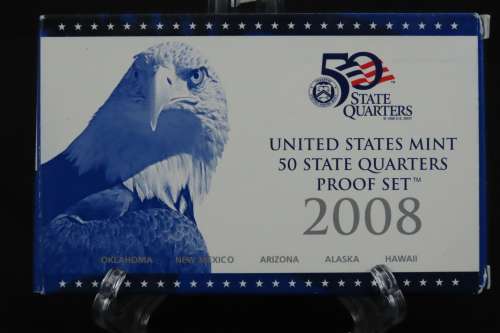 50
STATE
QUARTERS
UNITED STATES MINT
50 STATE QUARTERS
PROOF SET™
2008
OKLAHOMA NEW MEXICO ARIZONA ALASKA HAWAII